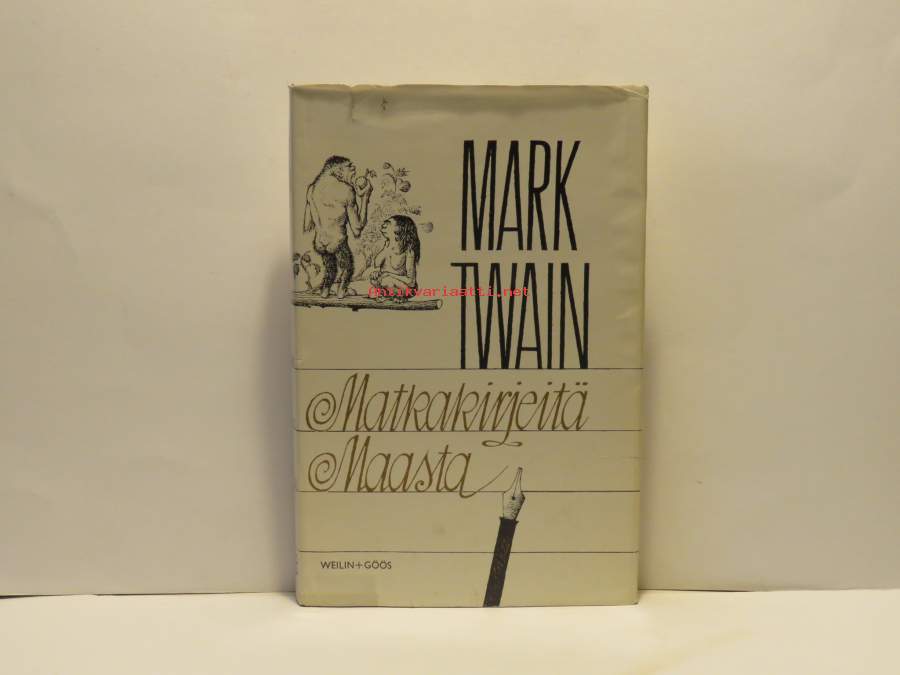 MARK
TWAIN
antikvariaatti.net
Matkakirjeitä
Maasta
WEILIN+GÖÖS